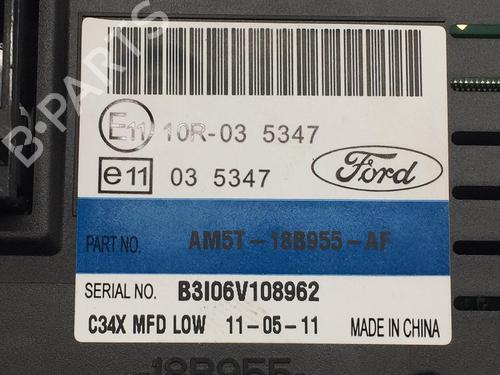 B-PARTS
E11 10R-03 5347
e11 03 5347
Ford
PART NO. AM5T-18B955-AF
SERIAL NO. B3I06V108962
C34X MFD LOW 11-05-11 MADE IN CHINA
18B955